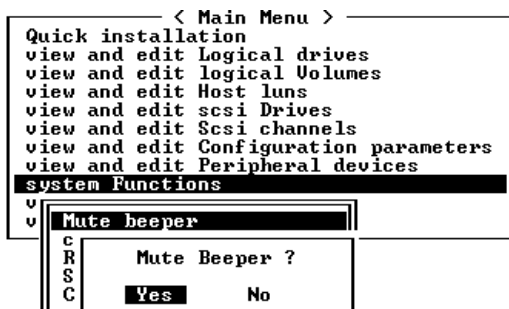 < Main Menu >
Quick installation
view and edit Logical drives
view and edit logical Volumes
view and edit Host luns
view and edit scsi Drives
view and edit Scsi channels
view and edit Configuration parameters
view and edit Peripheral devices
system Functions
v
v
Mute beeper
c
R
Mute Beeper ?
S
C
Yes No